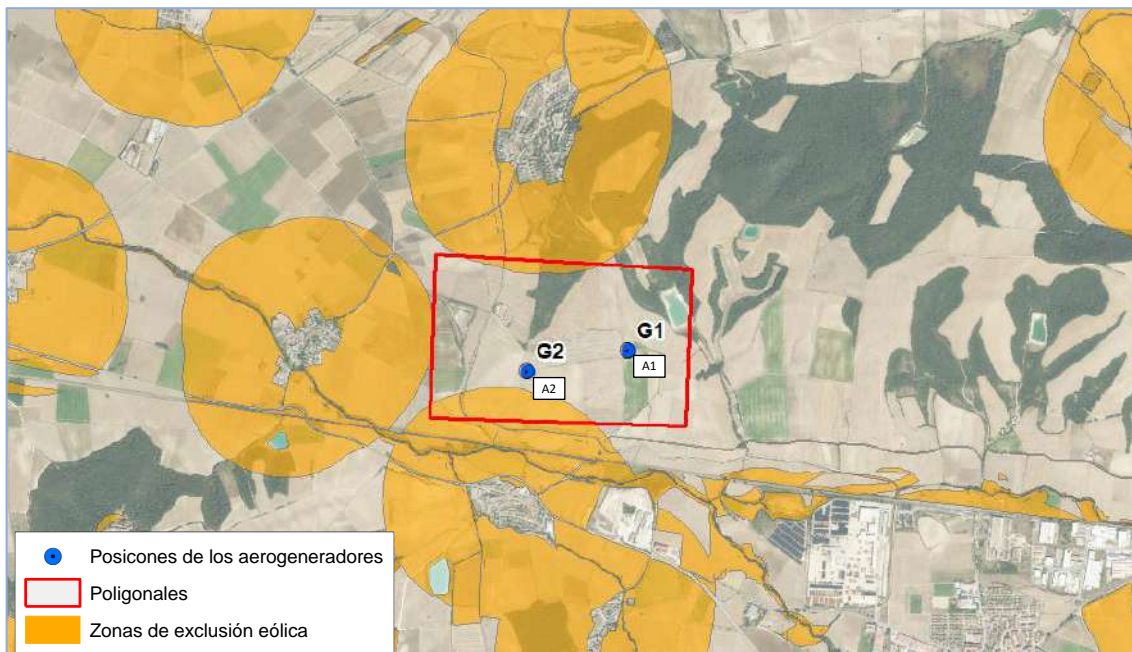 G1
A1
G2
A2
Posicones de los aerogeneradores
Poligonales
Zonas de exclusión eólica